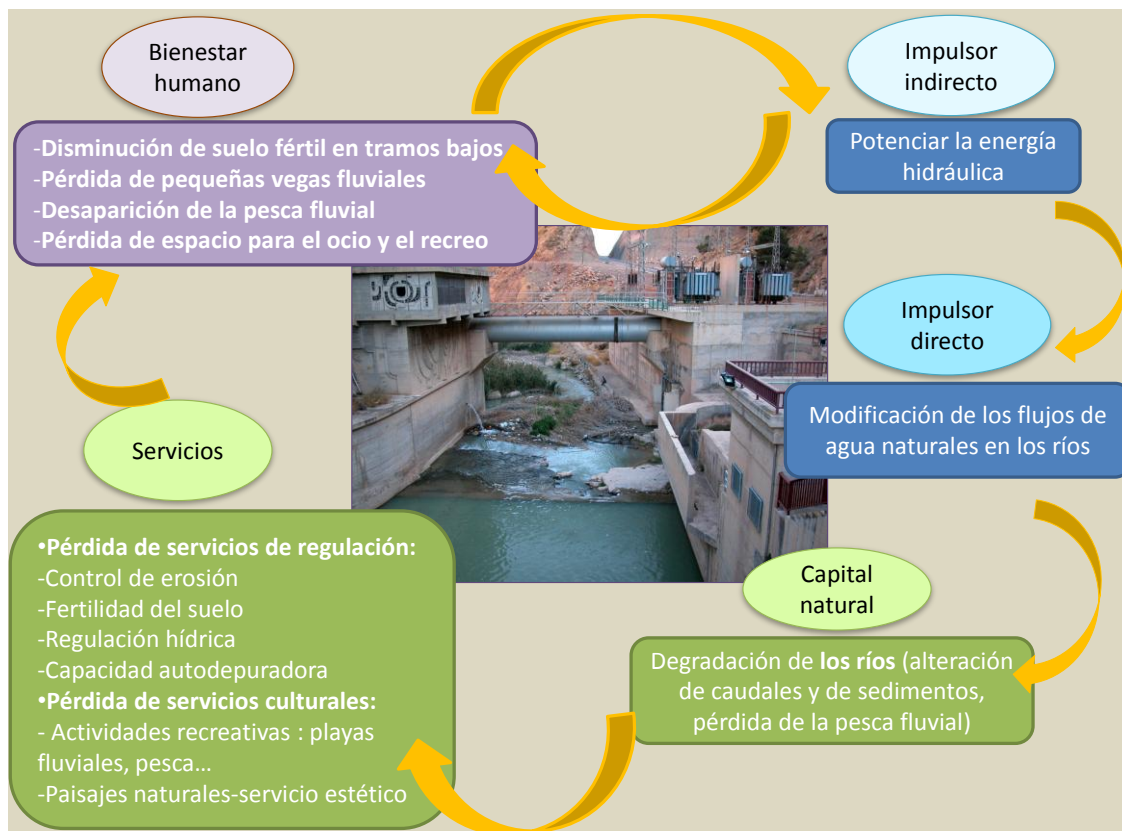 Bienestar
humano
-Disminución de suelo fértil en tramos bajos
-Pérdida de pequeñas vegas fluviales
-Desaparición de la pesca fluvial
-Pérdida de espacio para el ocio y el recreo
Impulsor
indirecto
Potenciar la energía
hidráulica
Impulsor
directo
Modificación de los flujos de
agua naturales en los ríos
Capital
natural
Degradación de los ríos (alteración
de caudales y de sedimentos,
pérdida de la pesca fluvial)
Servicios
•Pérdida de servicios de regulación:
-Control de erosión
-Fertilidad del suelo
-Regulación hídrica
-Capacidad autodepuradora
•Pérdida de servicios culturales:
- Actividades recreativas : playas
fluviales, pesca...
-Paisajes naturales-servicio estético